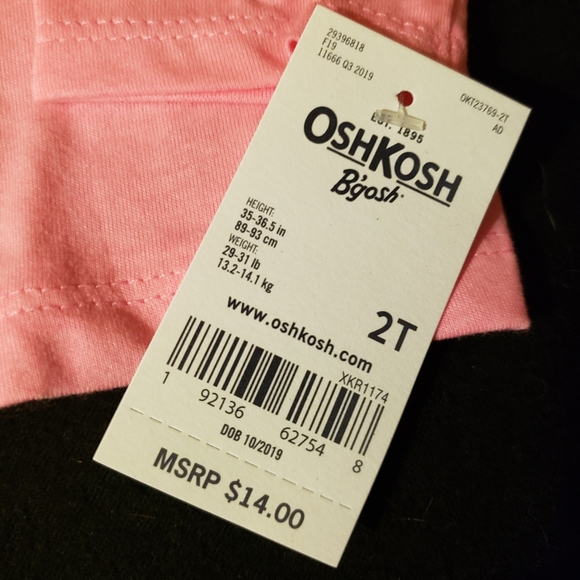 29396818
F19
11666 Q3 2019
OKT23769-2T
AD
EST. 1895
OSHKOSH
B'gosh
HEIGHT:
35-36.5 in
89-93 cm
WEIGHT:
29-31 lb
13.2-14.1 kg
2T
www.oshkosh.com
XKR1174
1 92136 62754 8
DOB 10/2019
MSRP $14.00